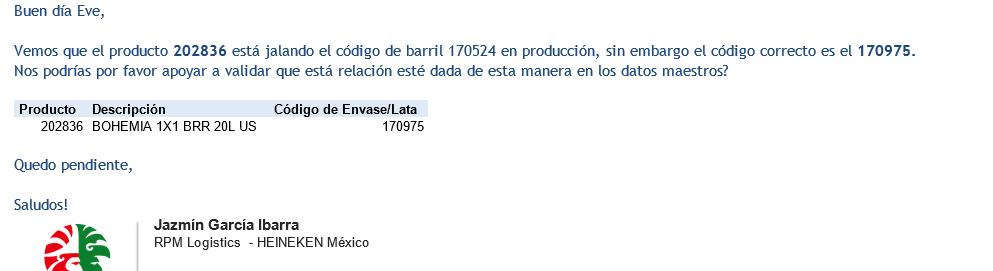 Buen día Eve,
Vemos que el producto 202836 está jalando el código de barril 170524 en producción, sin embargo el código correcto es el 170975.
Nos podrías por favor apoyar a validar que está relación esté dada de esta manera en los datos maestros?
Producto Descripción Código de Envase/Lata
202836 BOHEMIA 1X1 BRR 20L US 170975
Quedo pendiente,
Saludos!
Jazmín García Ibarra
RPM Logistics - HEINEKEN México